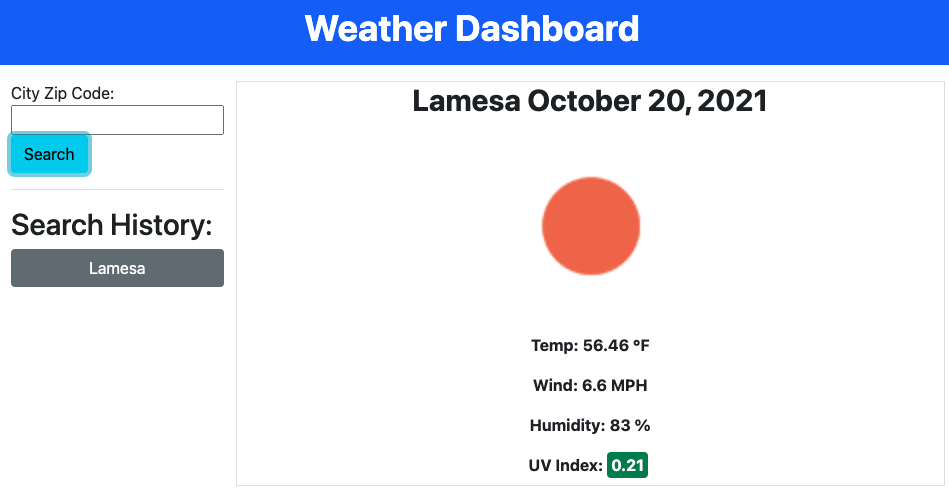 Weather Dashboard
City Zip Code:
Search
Search History:
Lamesa
Lamesa October 20, 2021
Temp: 56.46 °F
Wind: 6.6 MPH
Humidity: 83 %
UV Index: 0.21